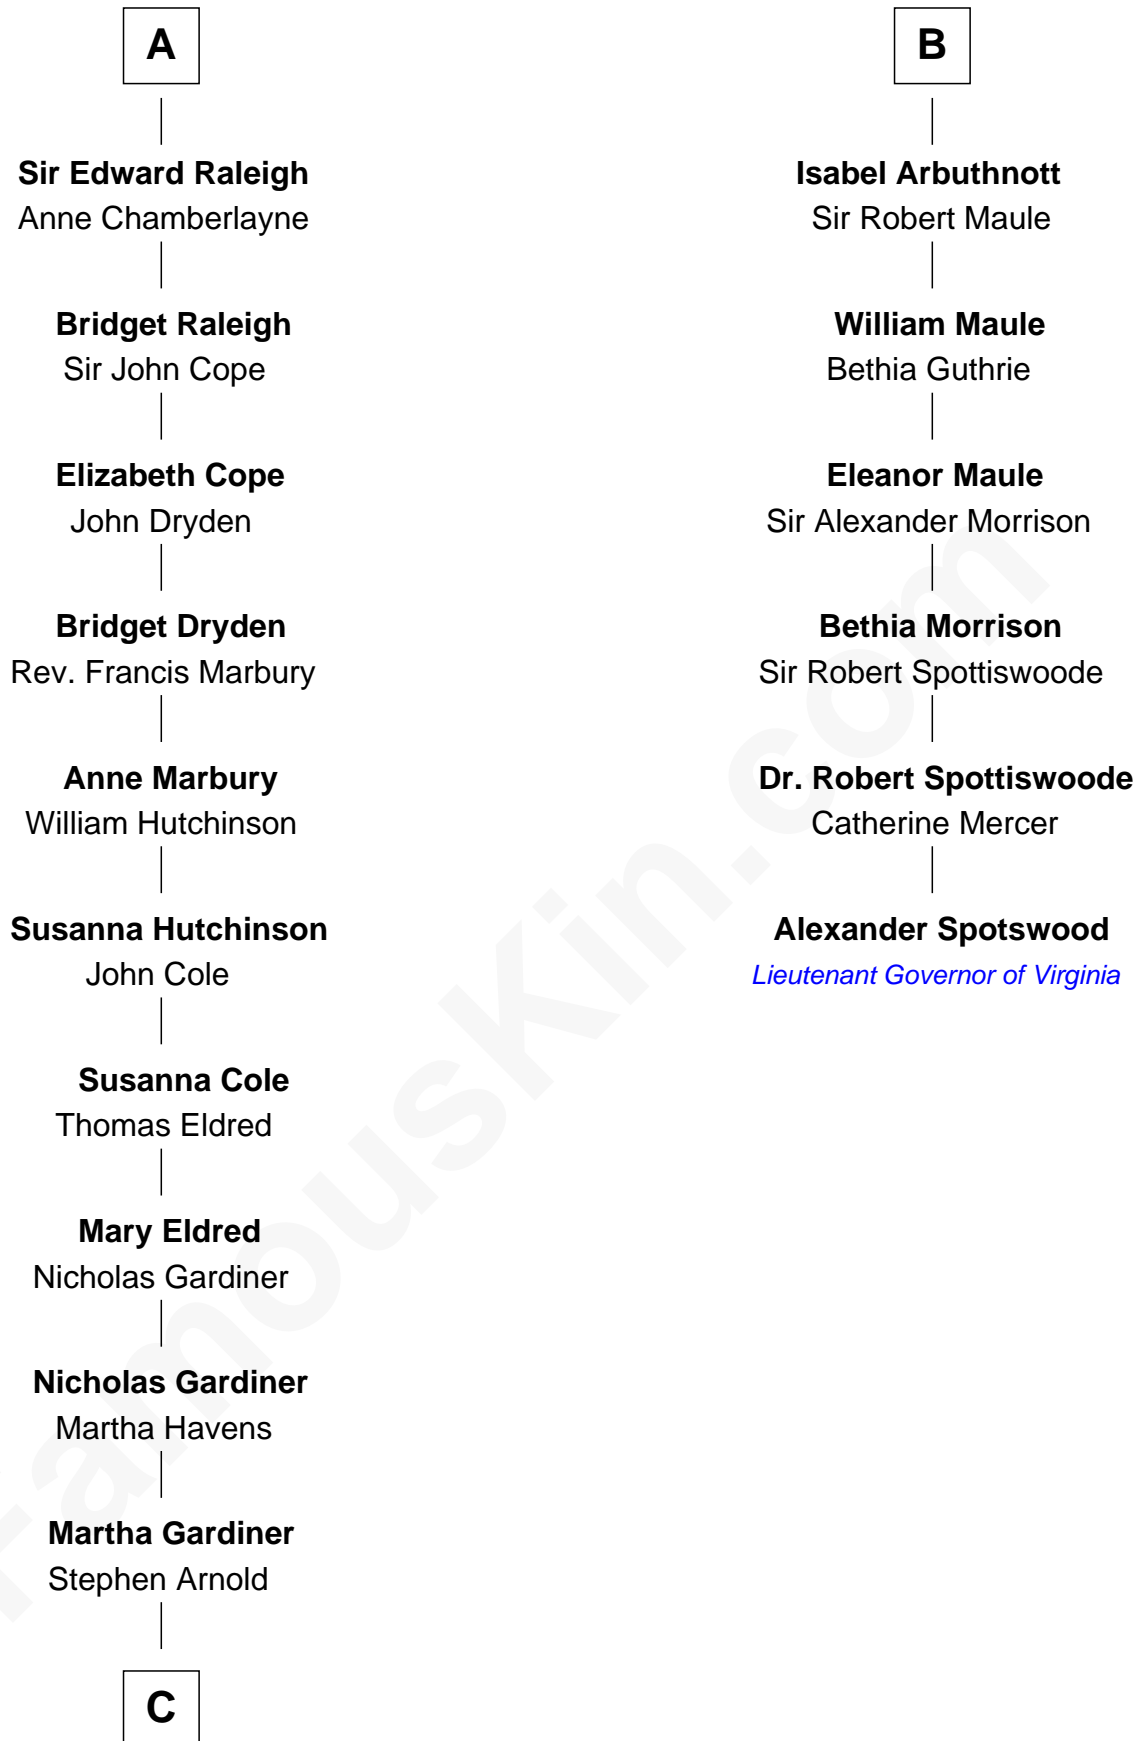 A
Sir Edward Raleigh
Anne Chamberlayne
Bridget Raleigh
Sir John Cope
Elizabeth Cope
John Dryden
Bridget Dryden
Rev. Francis Marbury
Anne Marbury
William Hutchinson
Susanna Hutchinson
John Cole
Susanna Cole
Thomas Eldred
Mary Eldred
Nicholas Gardiner
Nicholas Gardiner
Martha Havens
Martha Gardiner
Stephen Arnold
C
B
Isabel Arbuthnott
Sir Robert Maule
William Maule
Bethia Guthrie
Eleanor Maule
Sir Alexander Morrison
Bethia Morrison
Sir Robert Spottiswoode
Dr. Robert Spottiswoode
Catherine Mercer
Alexander Spotswood
Lieutenant Governor of Virginia
FamousKin.com